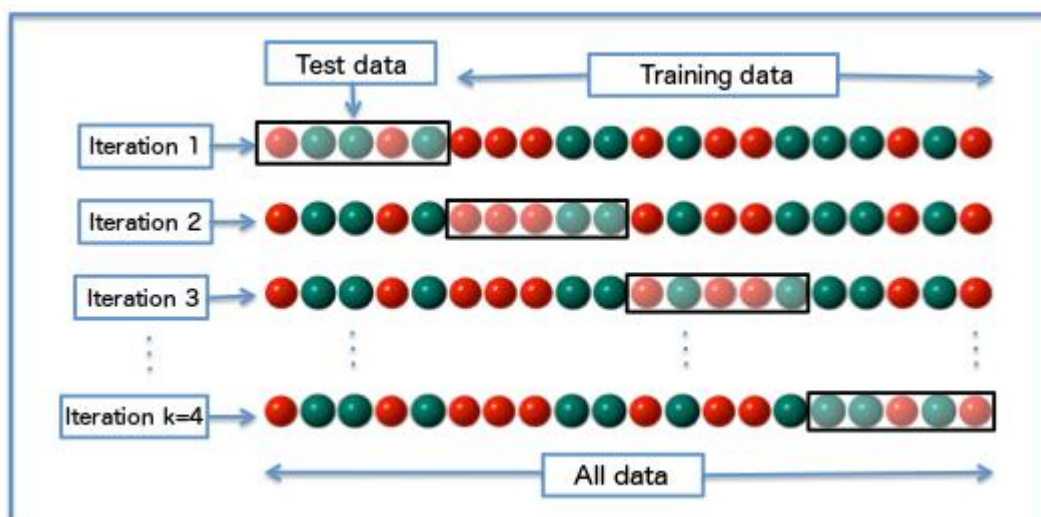 Test data
Training data
Iteration 1
Iteration 2
Iteration 3
Iteration k=4
All data